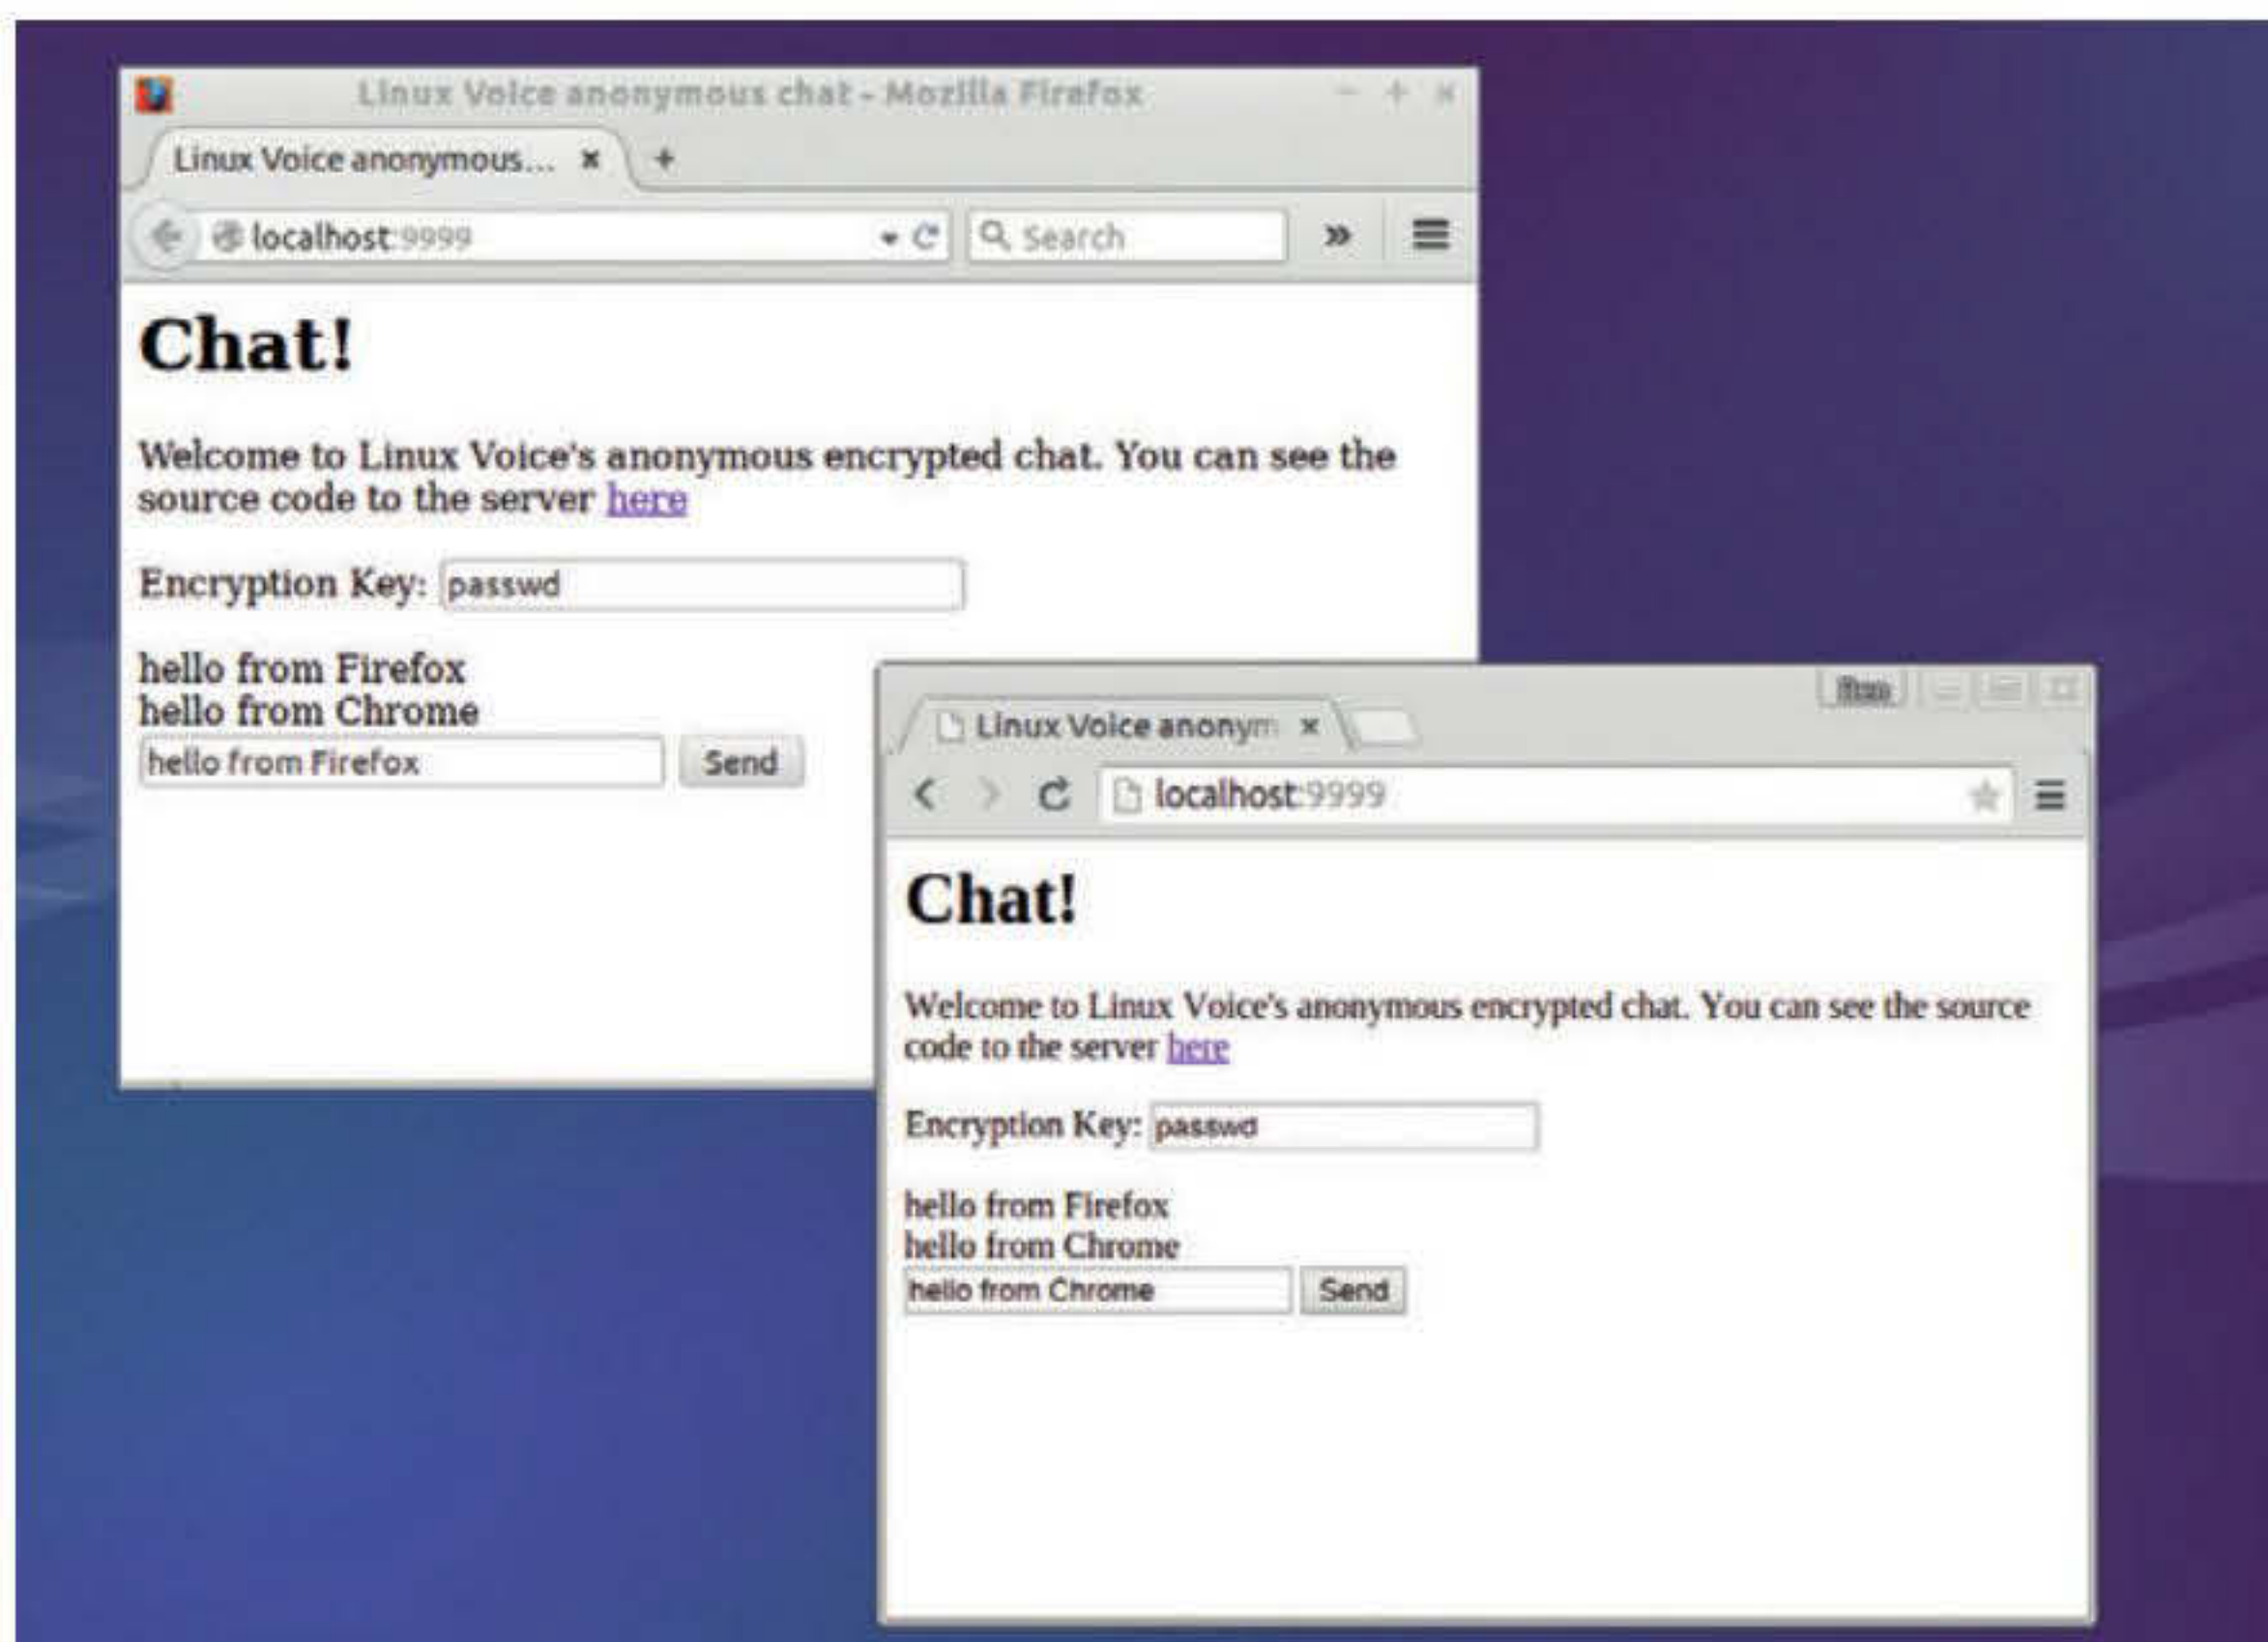 Linux Voice anonymous chat - Mozilla Firefox
Linux Voice anonymous...
localhost:9999
Search
Chat!
Welcome to Linux Voice's anonymous encrypted chat. You can see the
source code to the server here
Encryption Key: passwd
hello from Firefox
hello from Chrome
hello from Firefox Send
Linux Voice anonym
localhost:9999
Chat!
Welcome to Linux Voice's anonymous encrypted chat. You can see the source
code to the server here
Encryption Key: passwd
hello from Firefox
hello from Chrome
hello from Chrome Send